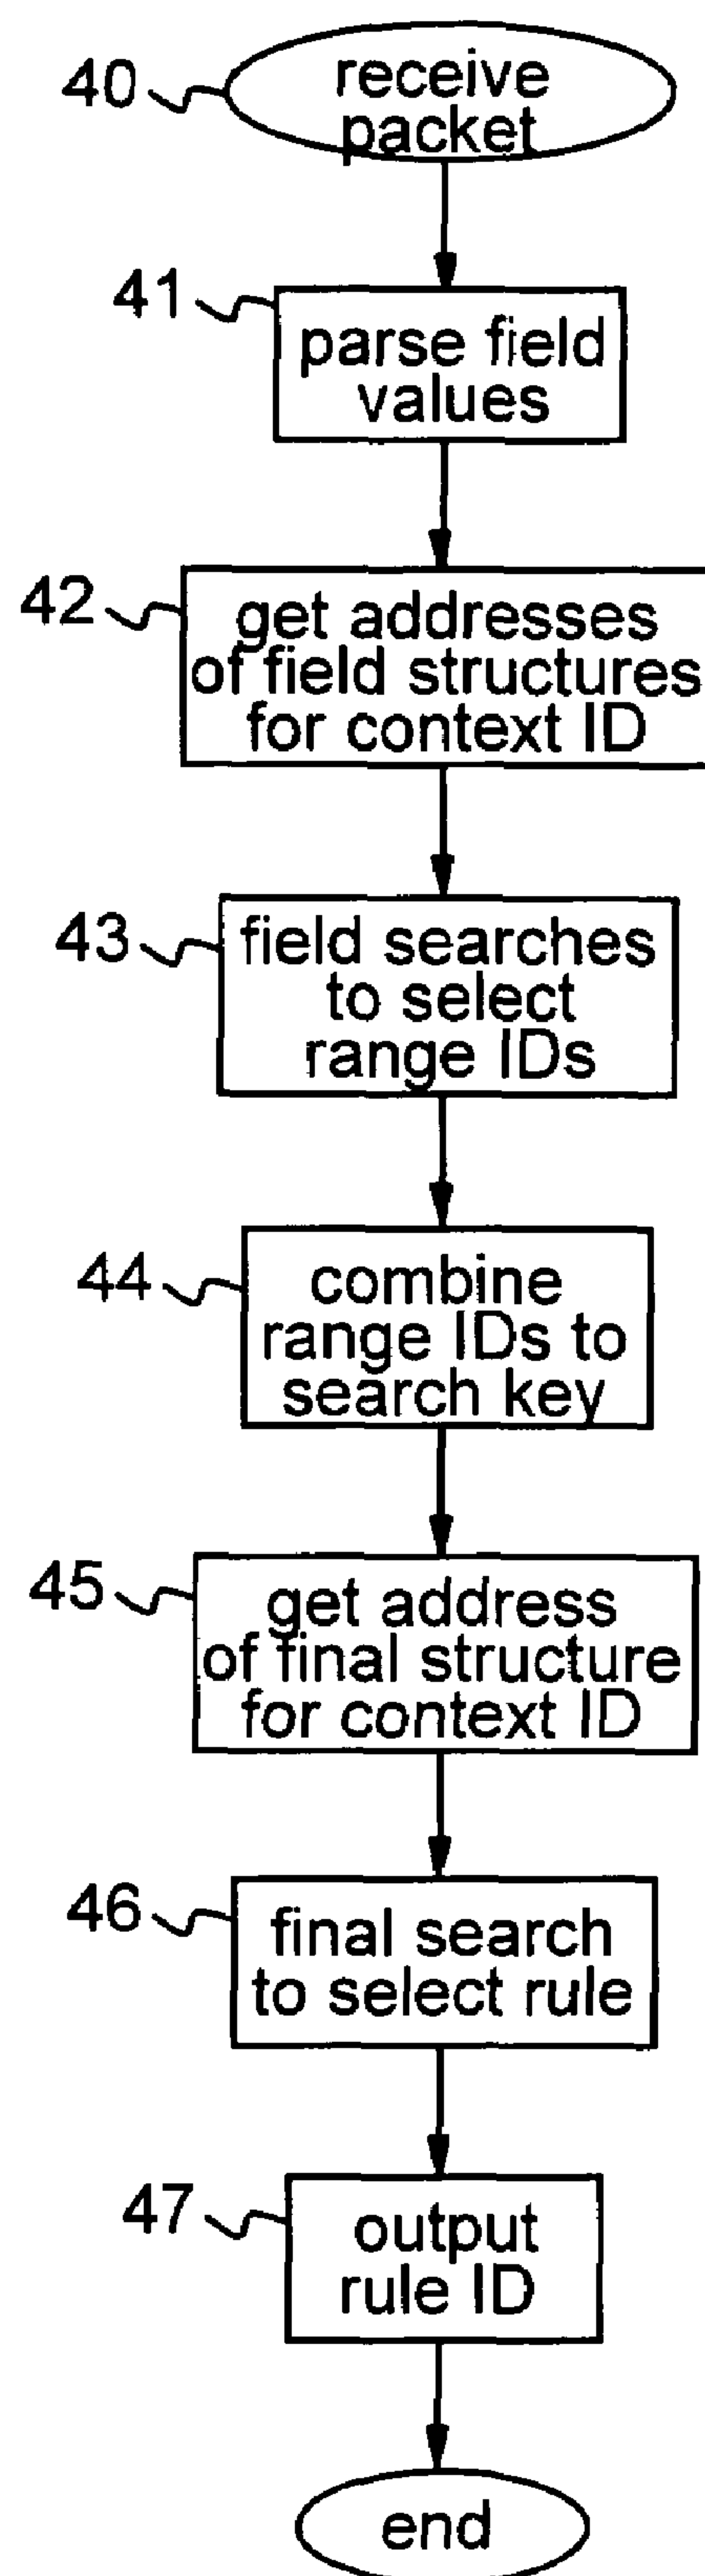 40
receive
packet
41
parse field
values
42
get addresses
of field structures
for context ID
43
field searches
to select
range IDs
44
combine
range IDs to
search key
45
get address
of final structure
for context ID
46
final search
to select rule
47
output
rule ID
end